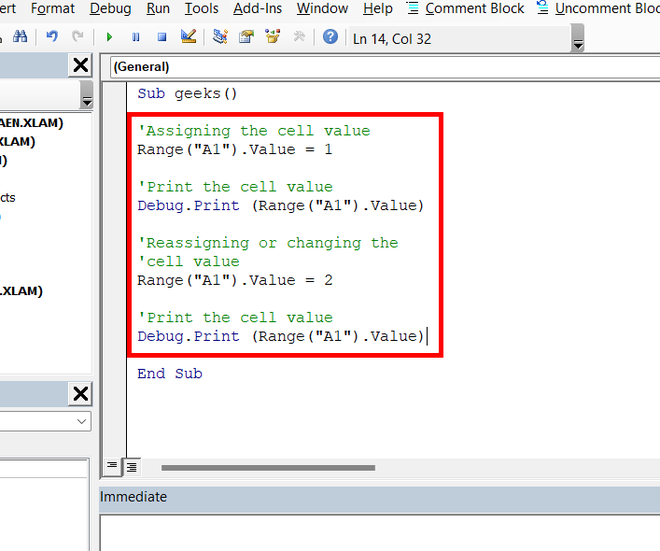 ert Format Debug Run Tools Add-Ins Window Help Comment Block Uncomment Bloc
Ln 14, Col 32
(General)
AEN.XLAM)
XLAM)
M)
cts
.XLAM)
Sub geeks()
'Assigning the cell value
Range("A1").Value = 1
'Print the cell value
Debug.Print (Range("A1").Value)
'Reassigning or changing the
'cell value
Range("A1").Value = 2
'Print the cell value
Debug.Print (Range("A1").Value)
End Sub
Immediate